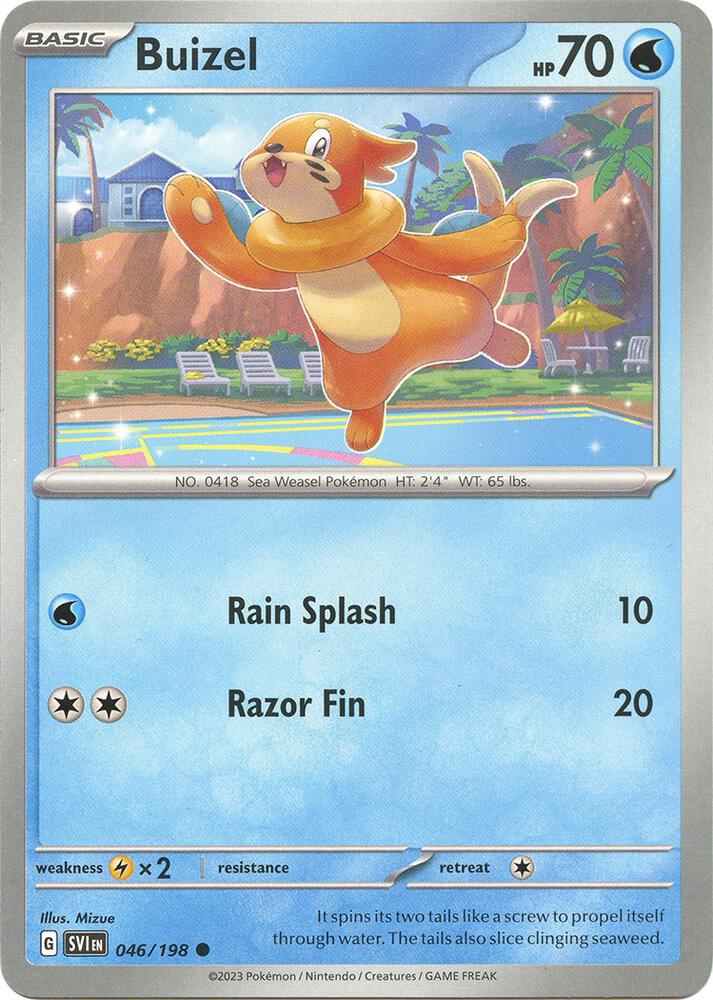 BASIC
Buizel
HP 70
NO. 0418 Sea Weasel Pokémon HT: 2'4" WT: 65 lbs.
Rain Splash 10
Razor Fin 20
weakness ×2 resistance retreat
Illus. Mizue
It spins its two tails like a screw to propel itself
through water. The tails also slice clinging seaweed.
G SVI EN 046/198
©2023 Pokémon / Nintendo / Creatures / GAME FREAK